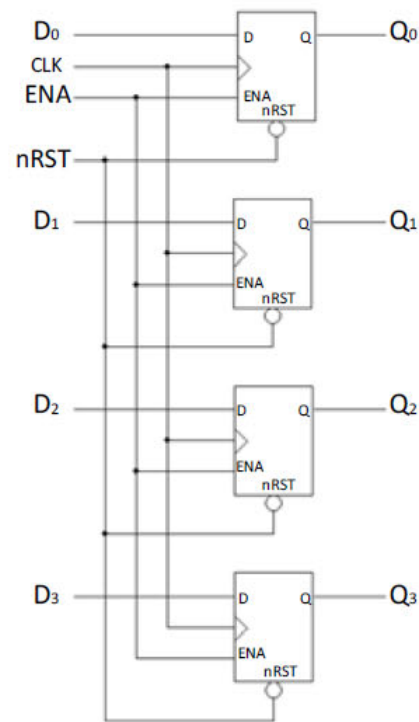 D₀ D Q Q₀
CLK
ENA ENA
nRST
nRST
D₁ D Q Q₁
ENA
nRST
D₂ D Q Q₂
ENA
nRST
D₃ D Q Q₃
ENA
nRST